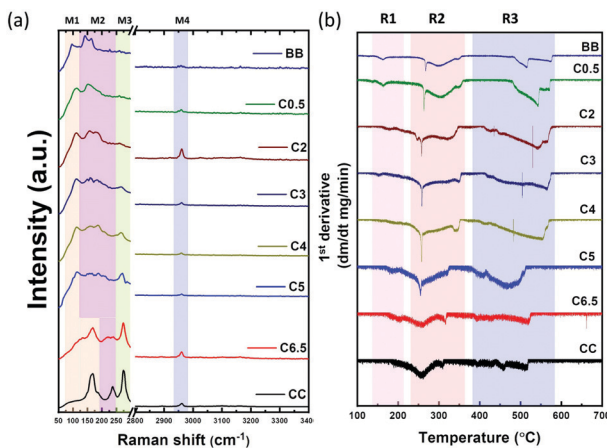 (a)
M1 M2 M3 M4
BB
C0.5
C2
C3
C4
C5
C6.5
CC
Intensity (a.u.)
50 100 150 200 250 2800 2900 3000 3100 3200 3300 340
Raman shift (cm-1)
(b)
R1 R2 R3
BB
C0.5
C2
C3
C4
C5
C6.5
CC
1st derivative
(dm/dt mg/min)
100 200 300 400 500 600 700
Temperature (°C)